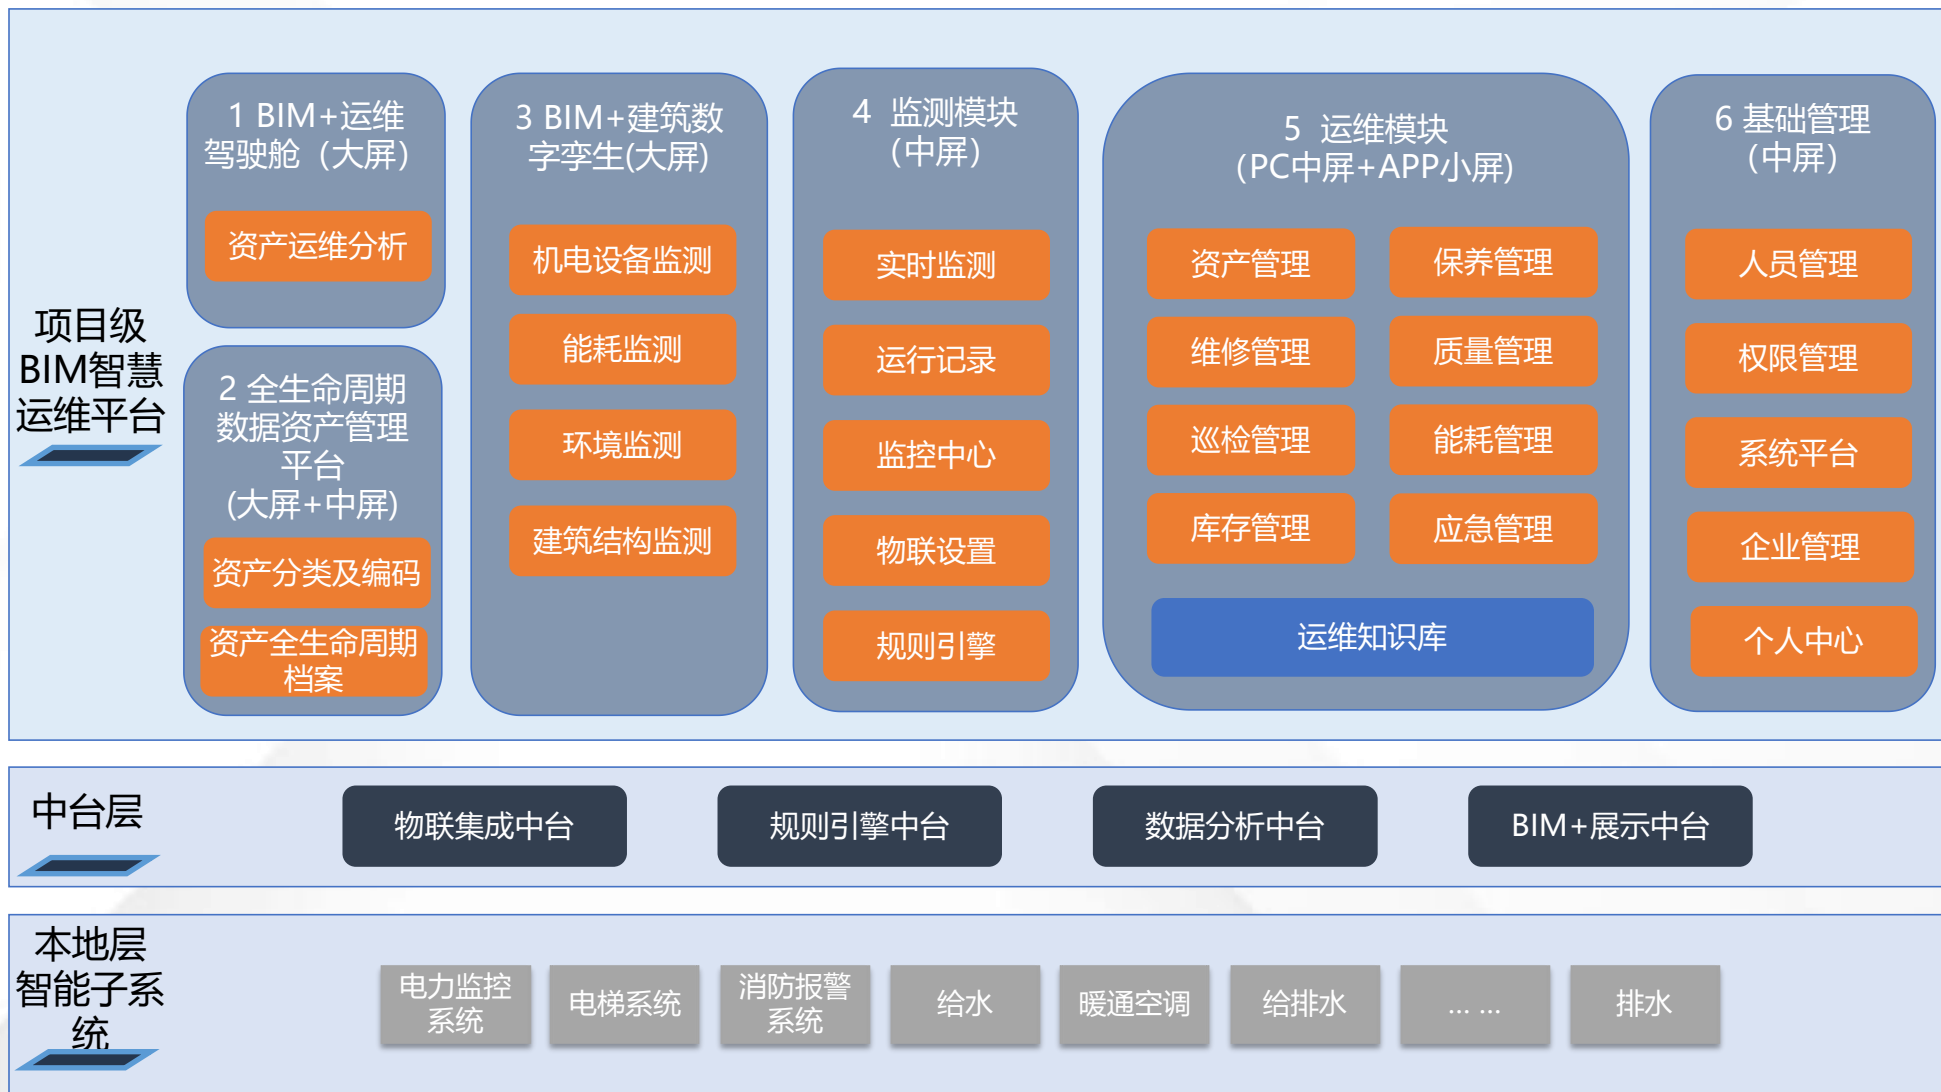 项目级
BIM智慧
运维平台
1 BIM+运维
驾驶舱（大屏）
资产运维分析
2 全生命周期
数据资产管理
平台
(大屏+中屏)
资产分类及编码
资产全生命周期
档案
3 BIM+建筑数
字孪生(大屏)
机电设备监测
能耗监测
环境监测
建筑结构监测
4 监测模块
（中屏）
实时监测
运行记录
监控中心
物联设置
规则引擎
5 运维模块
（PC中屏+APP小屏)
资产管理
保养管理
维修管理
质量管理
巡检管理
能耗管理
库存管理
应急管理
运维知识库
6 基础管理
（中屏）
人员管理
权限管理
系统平台
企业管理
个人中心
中台层
物联集成中台
规则引擎中台
数据分析中台
BIM+展示中台
本地层
智能子系
统
电力监控
系统
电梯系统
消防报警
系统
给水
暖通空调
给排水
... ...
排水